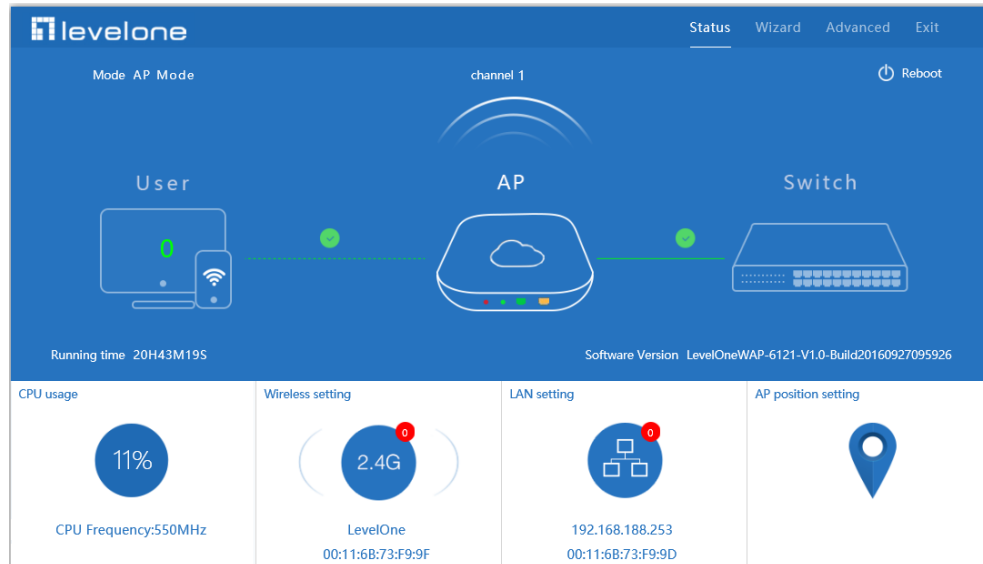 levelone
Status Wizard Advanced Exit
Mode AP Mode
channel 1
Reboot
User
AP
Switch
0
Running time 20H43M19S
Software Version LevelOneWAP-6121-V1.0-Build20160927095926
CPU usage
11%
CPU Frequency:550MHz
Wireless setting
0
2.4G
LevelOne
00:11:6B:73:F9:9F
LAN setting
0
192.168.188.253
00:11:6B:73:F9:9D
AP position setting